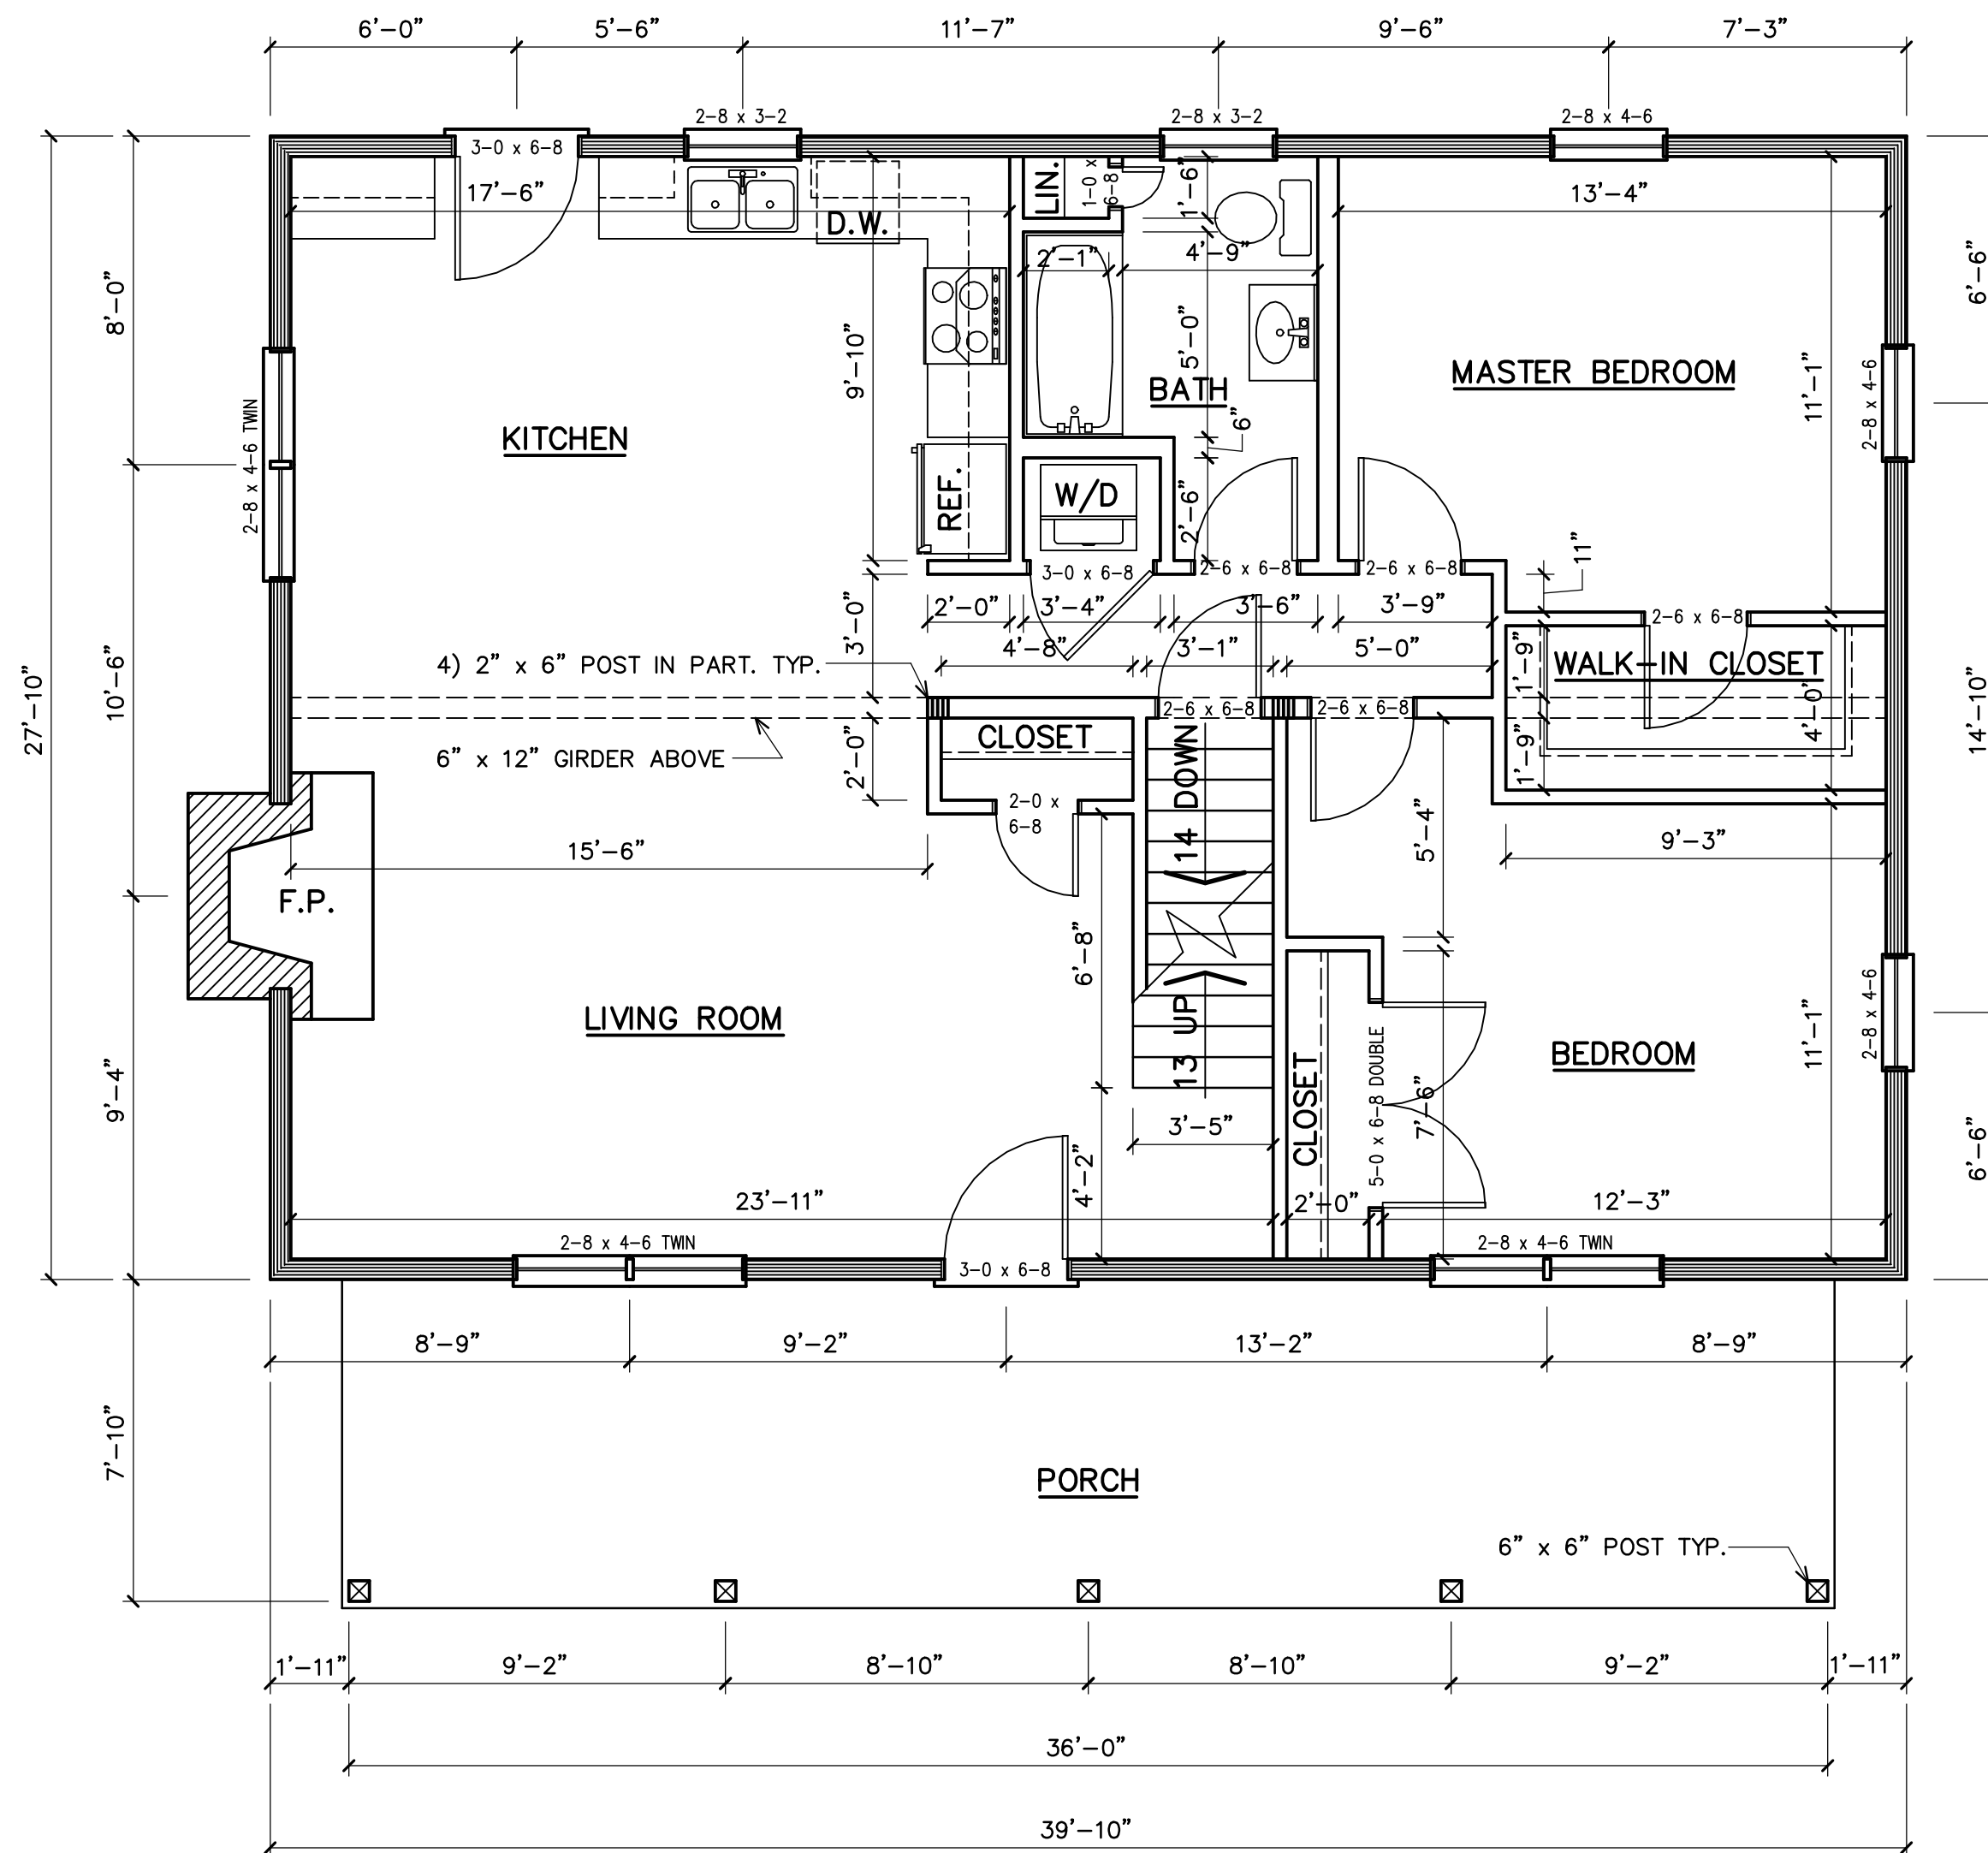 6'-0" 5'-6" 11'-7" 9'-6" 7'-3"
2-8 x 3-2 2-8 x 3-2 2-8 x 4-6
3-0 x 6-8
17'-6"
D.W.
LIN.
1-0 x
6-8
1'-6"
13'-4"
2'-1" 4'-9"
6'-6"
8'-0"
9'-10"
5'-0"
MASTER BEDROOM
11'-1"
2-8 x 4-6
BATH
6"
KITCHEN
2-8 x 4-6 TWIN
REF.
W/D
2'-6"
11"
3-0 x 6-8 2-6 x 6-8 2-6 x 6-8
2'-0" 3'-4" 3'-6" 3'-9"
2-6 x 6-8
3'-0"
4'-8" 3'-1" 5'-0"
4) 2" x 6" POST IN PART. TYP.
WALK-IN CLOSET
1'-9"
4'-0"
1'-9"
27'-10"
10'-6"
14'-10"
2-6 x 6-8 2-6 x 6-8
CLOSET
6" x 12" GIRDER ABOVE
2'-0"
2-0 x
6-8
14 DOWN
5'-4"
9'-3"
15'-6"
F.P.
6'-8"
LIVING ROOM
13 UP
BEDROOM
11'-1"
2-8 x 4-6
9'-4"
CLOSET
5-0 x 6-8 DOUBLE
7'-6"
3'-5"
4'-2"
6'-6"
23'-11" 2'-0" 12'-3"
2-8 x 4-6 TWIN 3-0 x 6-8 2-8 x 4-6 TWIN
8'-9" 9'-2" 13'-2" 8'-9"
7'-10"
PORCH
6" x 6" POST TYP.
1'-11" 9'-2" 8'-10" 8'-10" 9'-2" 1'-11"
36'-0"
39'-10"